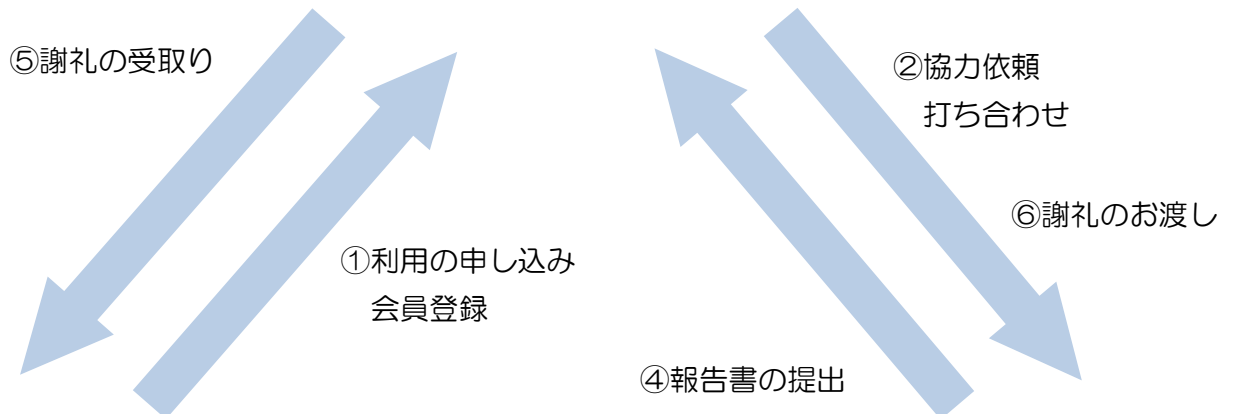 ⑤謝礼の受取り
②協力依頼
打ち合わせ
⑥謝礼のお渡し
①利用の申し込み
会員登録
④報告書の提出